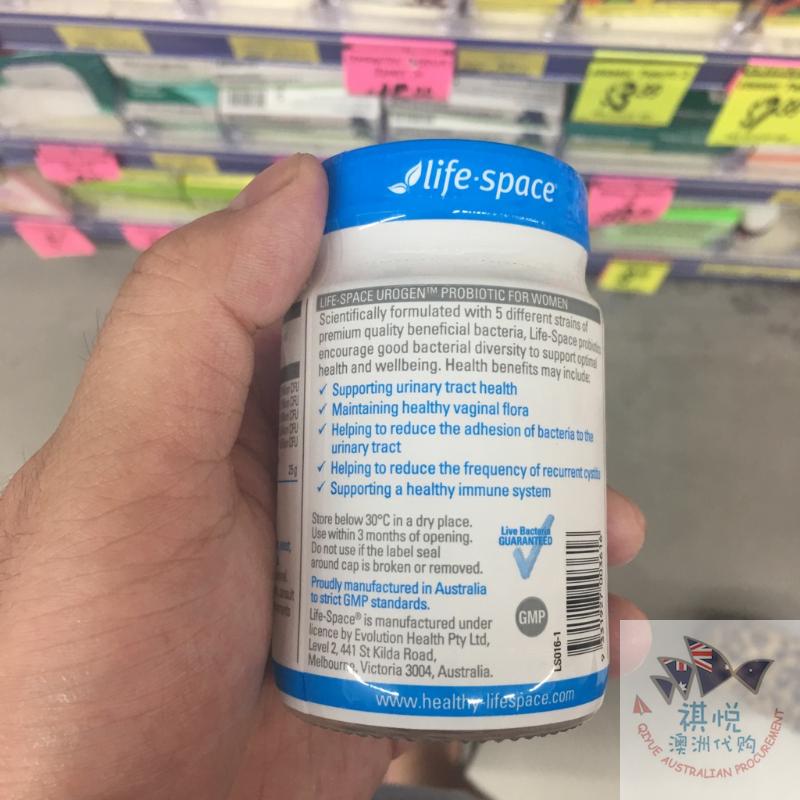 life·space
LIFE-SPACE UROGEN™ PROBIOTIC FOR WOMEN
Scientifically formulated with 5 different strains of
premium quality beneficial bacteria, Life-Space probiotics
encourage good bacterial diversity to support optimal
health and wellbeing. Health benefits may include:
✓ Supporting urinary tract health
✓ Maintaining healthy vaginal flora
✓ Helping to reduce the adhesion of bacteria to the
urinary tract
✓ Helping to reduce the frequency of recurrent cystitis
✓ Supporting a healthy immune system
Store below 30°C in a dry place.
Use within 3 months of opening.
Do not use if the label seal
around cap is broken or removed.
Live Bacteria
GUARANTEED
Proudly manufactured in Australia
to strict GMP standards.
GMP
Life-Space® is manufactured under
licence by Evolution Health Pty Ltd,
Level 2, 441 St Kilda Road,
Melbourne, Victoria 3004, Australia.
LS016-1
www.healthy-lifespace.com
25g
祺悦
澳洲代购
QIYUE AUSTRALIAN PROCUREMENT